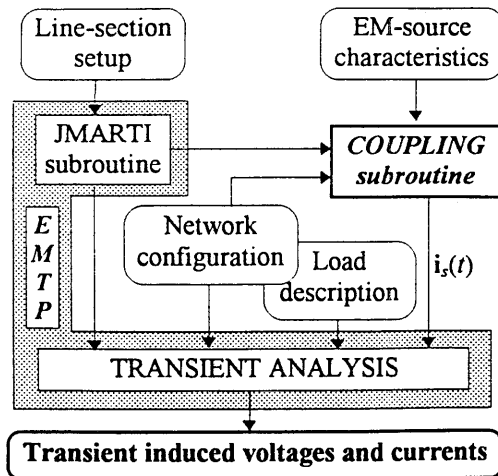 Line-section
setup
EM-source
characteristics
JMARTI
subroutine
COUPLING
subroutine
EMTP
Network
configuration
Load
description
i_s(t)
TRANSIENT ANALYSIS
Transient induced voltages and currents